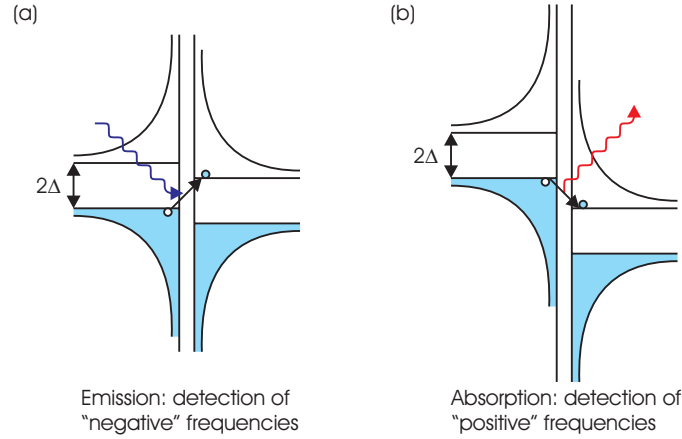 (a)
(b)
2Δ
2Δ
Emission: detection of
“negative” frequencies
Absorption: detection of
“positive” frequencies